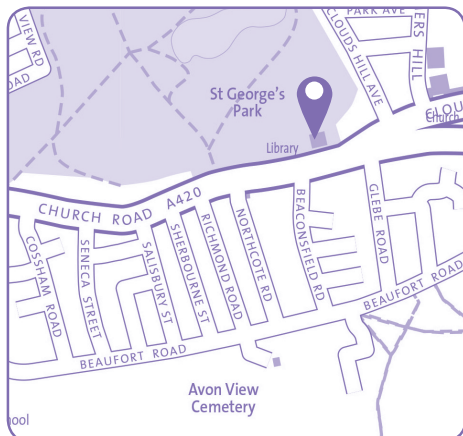 VIEW RD
OAD
PARK AVE
CLOUDS HILL AVE
ERS HILL
CLOU
Church
St George's
Park
Library
CHURCH ROAD A420
COSSHAM ROAD
SENECA STREET
SALISBURY ST
SHERBOURNE ST
RICHMOND ROAD
NORTHCOTE RD
BEACONSFIELD RD
GLEBE ROAD
BEAUFORT ROAD
BEAUFORT ROAD
Avon View
Cemetery
ool